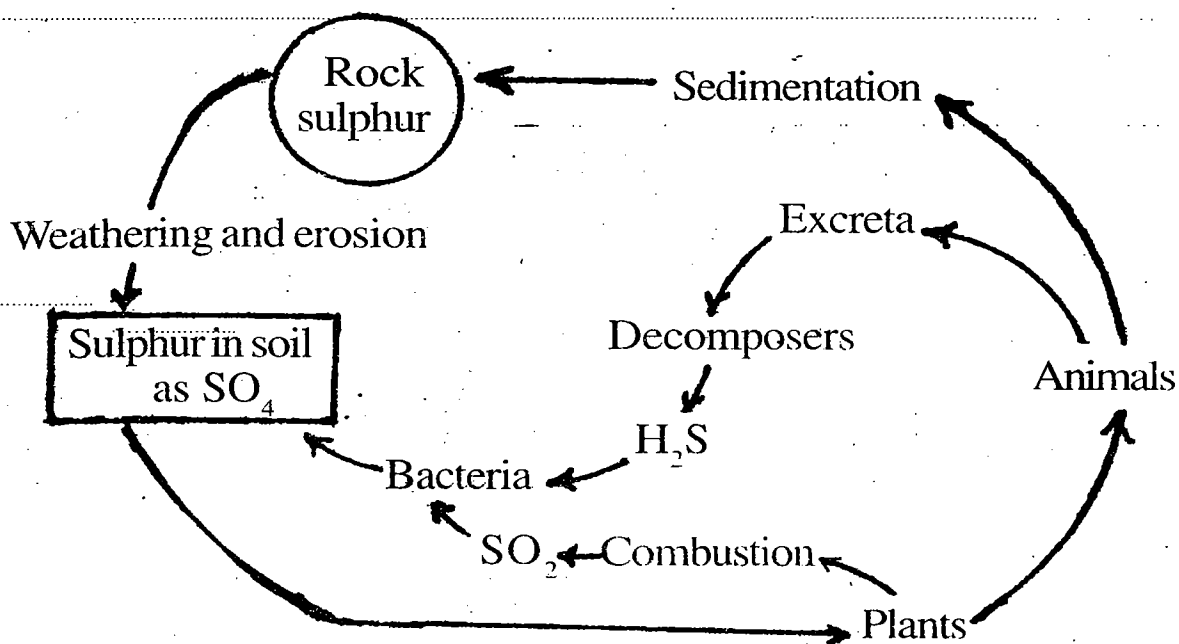 Rock
sulphur
Sedimentation
Excreta
Weathering and erosion
Decomposers
Sulphur in soil
as SO₄
Animals
H₂S
Bacteria
SO₂
Combustion
Plants